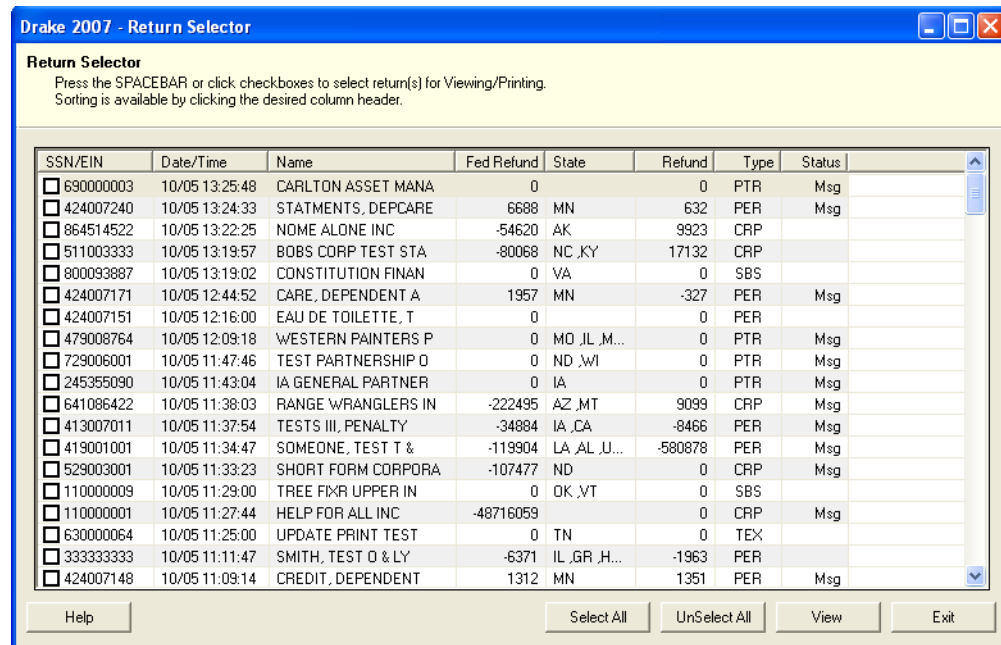 Drake 2007 - Return Selector
Return Selector
Press the SPACEBAR or click checkboxes to select return(s) for Viewing/Printing.
Sorting is available by clicking the desired column header.
SSN/EIN Date/Time Name Fed Refund State Refund Type Status
690000003 10/05 13:25:48 CARLTON ASSET MANA 0 0 PTR Msg
424007240 10/05 13:24:33 STATMENTS, DEPCARE 6688 MN 632 PER Msg
864514522 10/05 13:22:25 NOME ALONE INC -54620 AK 9923 CRP
511003333 10/05 13:19:57 BOBS CORP TEST STA -80068 NC ,KY 17132 CRP
800093887 10/05 13:19:02 CONSTITUTION FINAN 0 VA 0 SBS
424007171 10/05 12:44:52 CARE, DEPENDENT A 1957 MN -327 PER Msg
424007151 10/05 12:16:00 EAU DE TOILETTE, T 0 0 PER
479008764 10/05 12:09:18 WESTERN PAINTERS P 0 MO ,IL ,M... 0 PTR Msg
729006001 10/05 11:47:46 TEST PARTNERSHIP O 0 ND ,WI 0 PTR Msg
245355090 10/05 11:43:04 IA GENERAL PARTNER 0 IA 0 PTR Msg
641086422 10/05 11:38:03 RANGE WRANGLERS IN -222495 AZ ,MT 9099 CRP Msg
413007011 10/05 11:37:54 TESTS III, PENALTY -34884 IA ,CA -8466 PER Msg
419001001 10/05 11:34:47 SOMEONE, TEST T & -119904 LA ,AL ,U... -580878 PER Msg
529003001 10/05 11:33:23 SHORT FORM CORPORA -107477 ND 0 CRP Msg
110000009 10/05 11:29:00 TREE FIXR UPPER IN 0 OK ,VT 0 SBS
110000001 10/05 11:27:44 HELP FOR ALL INC -48716059 0 CRP Msg
630000064 10/05 11:25:00 UPDATE PRINT TEST 0 TN 0 TEX
333333333 10/05 11:11:47 SMITH, TEST O & LY -6371 IL ,GR ,H... -1963 PER
424007148 10/05 11:09:14 CREDIT, DEPENDENT 1312 MN 1351 PER Msg
Help Select All UnSelect All View Exit